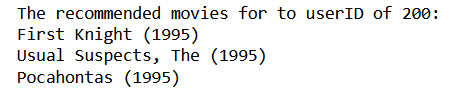 The recommended movies for to userID of 200:
First Knight (1995)
Usual Suspects, The (1995)
Pocahontas (1995)